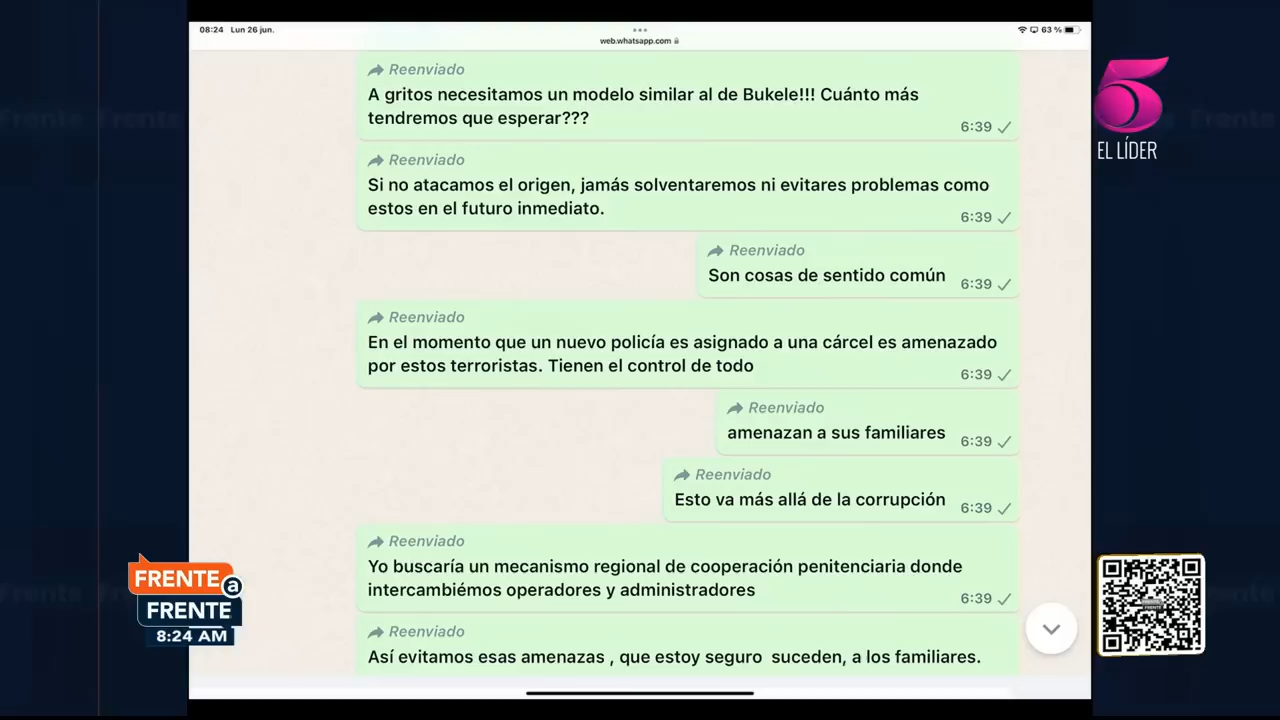 08:24 Lun 26 jun.
web.whatsapp.com
63 %
Reenviado
A gritos necesitamos un modelo similar al de Bukele!!! Cuánto más
tendremos que esperar???
6:39
Reenviado
Si no atacamos el origen, jamás solventaremos ni evitares problemas como
estos en el futuro inmediato.
6:39
Reenviado
Son cosas de sentido común
6:39
Reenviado
En el momento que un nuevo policía es asignado a una cárcel es amenazado
por estos terroristas. Tienen el control de todo
6:39
Reenviado
amenazan a sus familiares
6:39
Reenviado
Esto va más allá de la corrupción
6:39
Reenviado
Yo buscaría un mecanismo regional de cooperación penitenciaria donde
intercambiémos operadores y administradores
6:39
Reenviado
Así evitamos esas amenazas , que estoy seguro suceden, a los familiares.
5
EL LÍDER
FRENTE a
FRENTE
8:24 AM